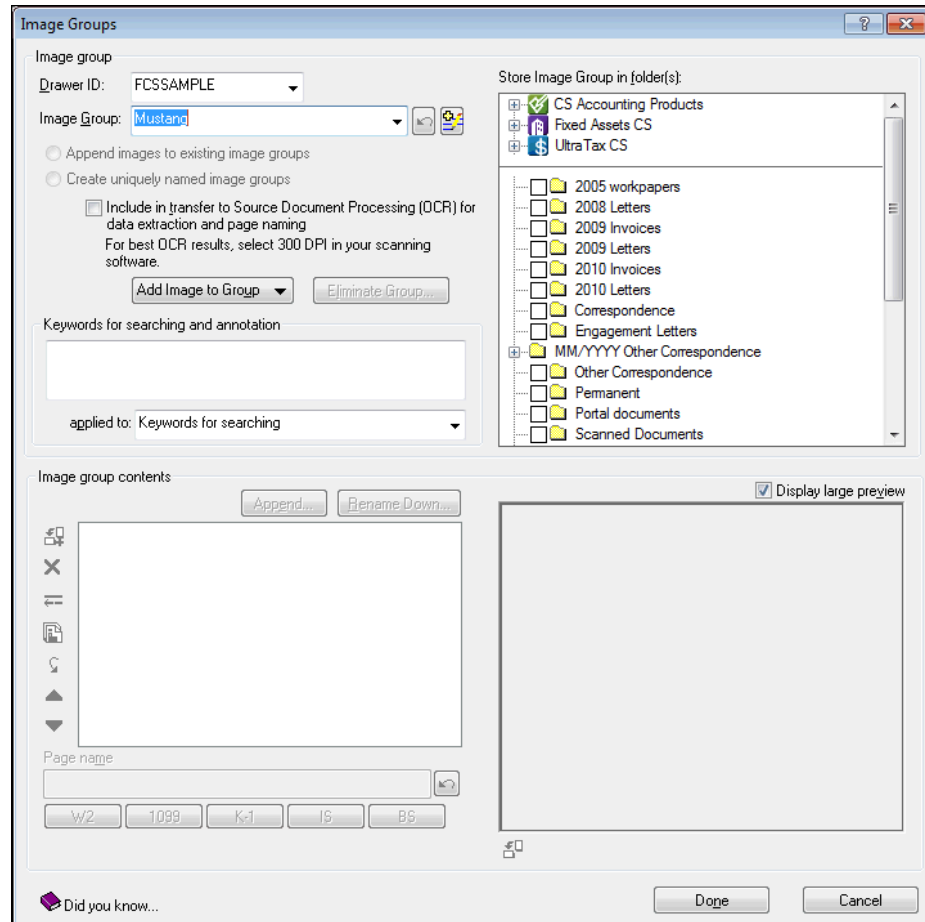 Image Groups
Image group
Drawer ID: FCSSAMPLE
Image Group: Mustang
Append images to existing image groups
Create uniquely named image groups
Include in transfer to Source Document Processing (OCR) for
data extraction and page naming
For best OCR results, select 300 DPI in your scanning
software.
Add Image to Group
Eliminate Group...
Keywords for searching and annotation
applied to: Keywords for searching
Store Image Group in folder(s):
CS Accounting Products
Fixed Assets CS
UltraTax CS
2005 workpapers
2008 Letters
2009 Invoices
2009 Letters
2010 Invoices
2010 Letters
Correspondence
Engagement Letters
MM/YYYY Other Correspondence
Other Correspondence
Permanent
Portal documents
Scanned Documents
Image group contents
Append...
Rename Down...
Display large preview
Page name
W2
1099
K-1
IS
BS
Did you know...
Done
Cancel